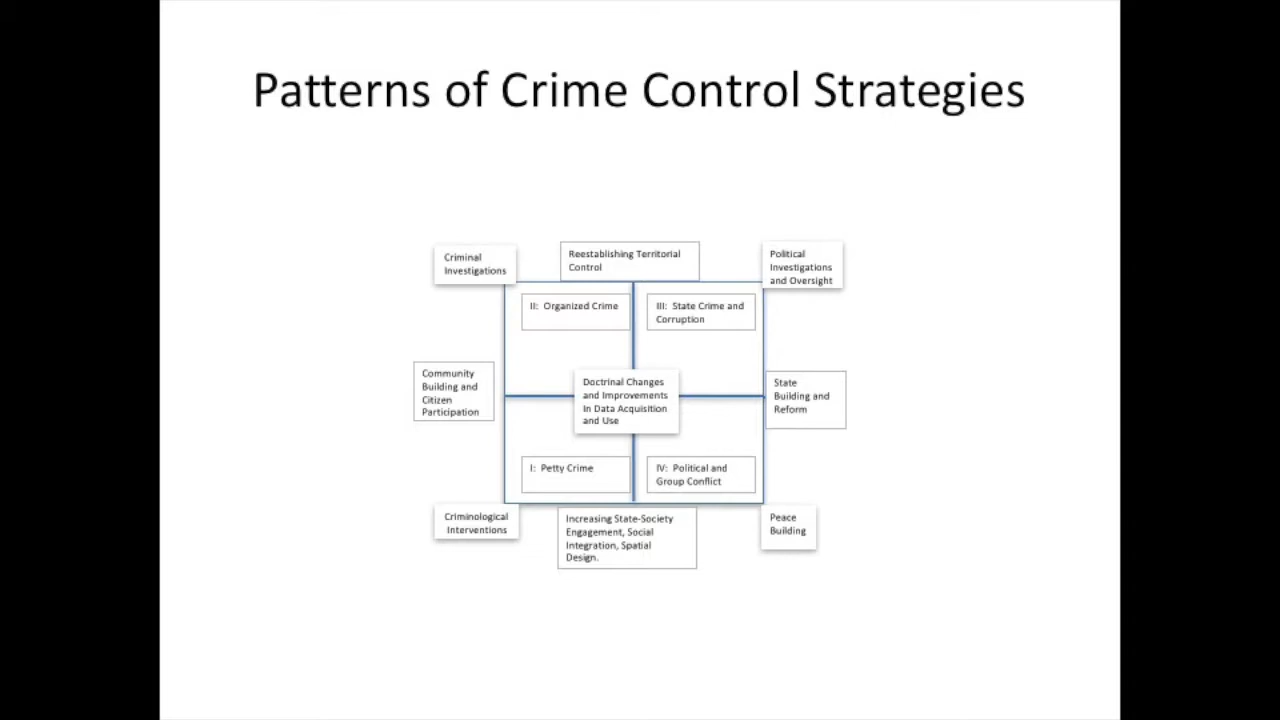 Patterns of Crime Control Strategies
Criminal
Investigations
Reestablishing Territorial
Control
Political
Investigations
and Oversight
II: Organized Crime
III: State Crime and
Corruption
Community
Building and
Citizen
Participation
Doctrinal Changes
and Improvements
In Data Acquisition
and Use
State
Building and
Reform
I: Petty Crime
IV: Political and
Group Conflict
Criminological
Interventions
Increasing State-Society
Engagement, Social
Integration, Spatial
Design.
Peace
Building